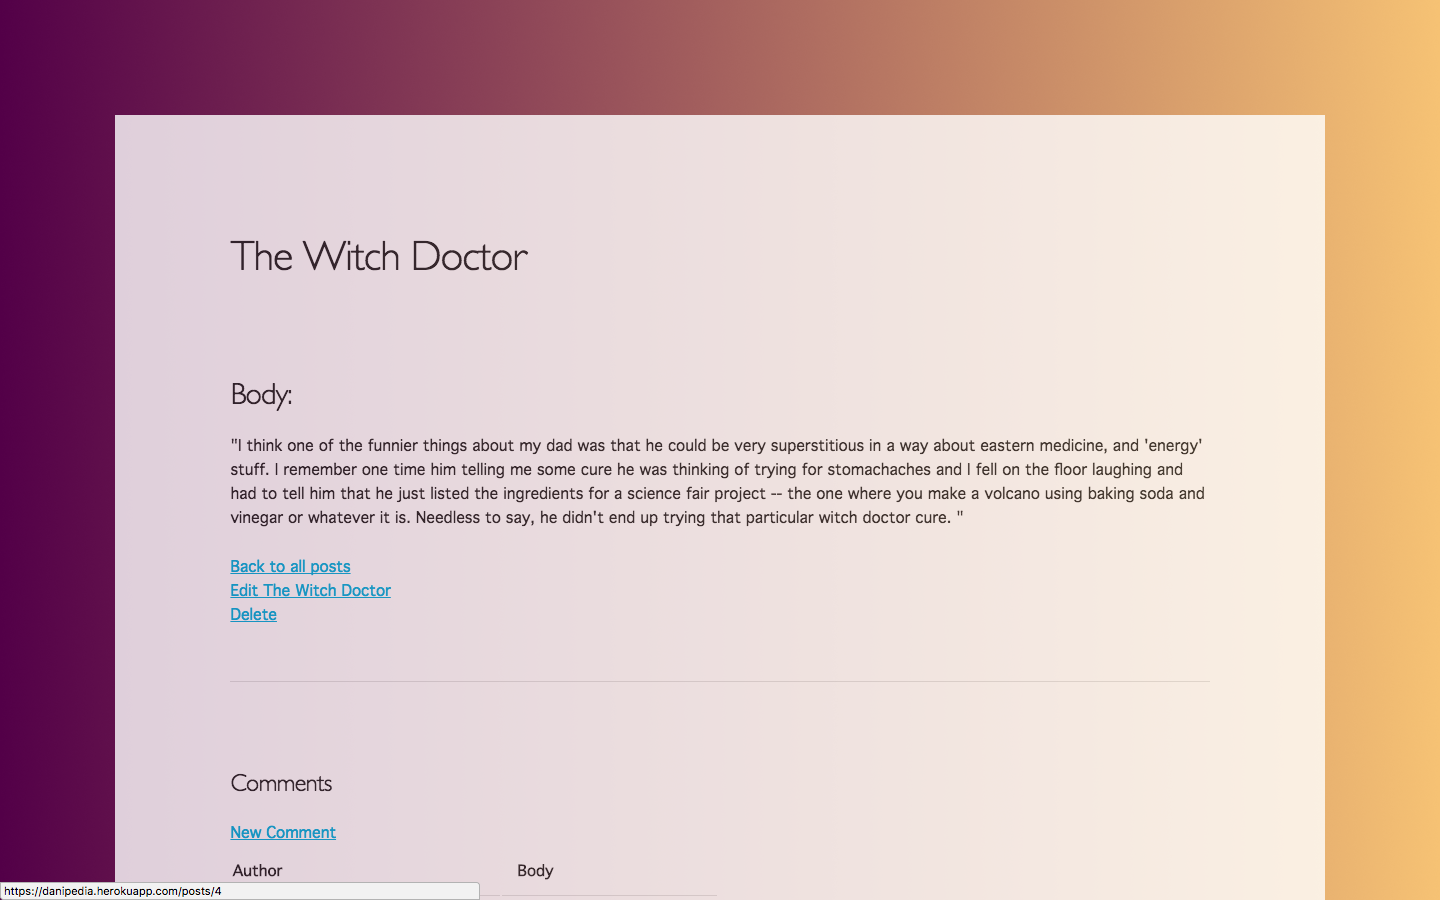 The Witch Doctor
Body:
"I think one of the funnier things about my dad was that he could be very superstitious in a way about eastern medicine, and 'energy'
stuff. I remember one time him telling me some cure he was thinking of trying for stomachaches and I fell on the floor laughing and
had to tell him that he just listed the ingredients for a science fair project -- the one where you make a volcano using baking soda and
vinegar or whatever it is. Needless to say, he didn't end up trying that particular witch doctor cure. "
Back to all posts
Edit The Witch Doctor
Delete
Comments
New Comment
Author Body
https://danipedia.herokuapp.com/posts/4